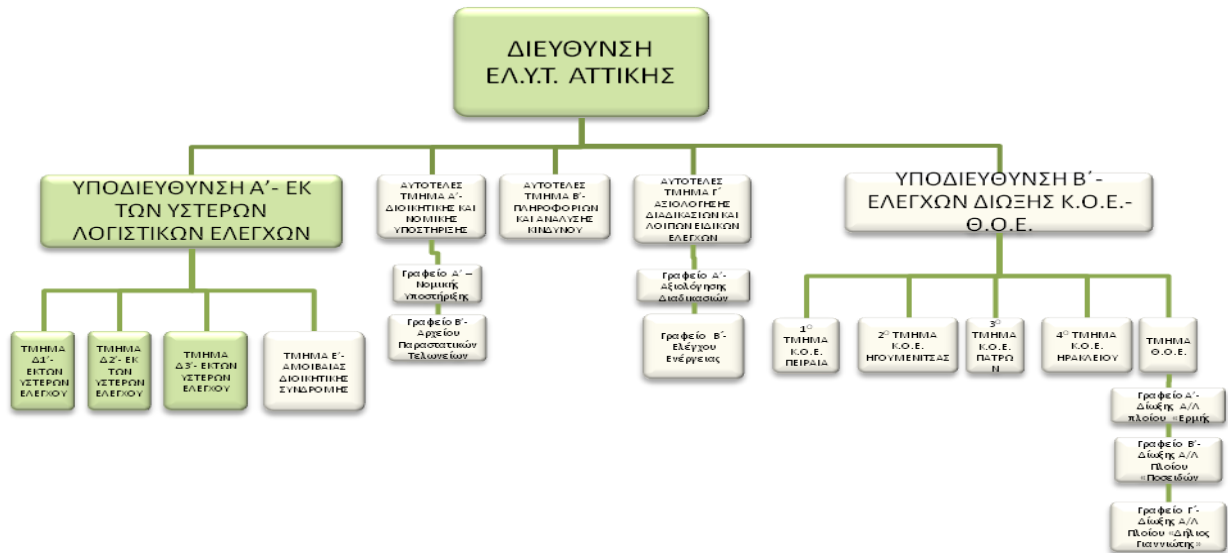 ΔΙΕΥΘΥΝΣΗ
ΕΛ.Υ.Τ. ΑΤΤΙΚΗΣ
ΥΠΟΔΙΕΥΘΥΝΣΗ Α’- ΕΚ
ΤΩΝ ΥΣΤΕΡΩΝ
ΛΟΓΙΣΤΙΚΩΝ ΕΛΕΓΧΩΝ
ΑΥΤΟΤΕΛΕΣ
ΤΜΗΜΑ Α’-
ΔΙΟΙΚΗΤΙΚΗΣ ΚΑΙ
ΝΟΜΙΚΗΣ
ΥΠΟΣΤΗΡΙΞΗΣ
ΑΥΤΟΤΕΛΕΣ
ΤΜΗΜΑ Β’-
ΠΛΗΡΟΦΟΡΙΩΝ
ΚΑΙ ΑΝΑΛΥΣΗΣ
ΚΙΝΔΥΝΟΥ
ΑΥΤΟΤΕΛΕΣ
ΤΜΗΜΑ Γ΄
ΑΞΙΟΛΟΓΗΣΗΣ
ΔΙΑΔΙΚΑΣΙΩΝ ΚΑΙ
ΛΟΙΠΩΝ ΕΙΔΙΚΩΝ
ΕΛΕΓΧΩΝ
ΥΠΟΔΙΕΥΘΥΝΣΗ Β΄-
ΕΛΕΓΧΩΝ ΔΙΩΞΗΣ Κ.Ο.Ε.-
Θ.Ο.Ε.
Γραφείο Α’ –
Νομικής
Υποστήριξης
Γραφείο Β’-
Αρχείου
Παραστατικών
Τελωνείων
Γραφείο Α’-
Αξιολόγησης
Διαδικασιών
Γραφείο Β΄-
Ελέγχου
Ενέργειας
ΤΜΗΜΑ
Δ1’- ΕΚ ΤΩΝ
ΥΣΤΕΡΩΝ
ΕΛΕΓΧΟΥ
ΤΜΗΜΑ
Δ2’- ΕΚ
ΤΩΝ
ΥΣΤΕΡΩΝ
ΕΛΕΓΧΟΥ
ΤΜΗΜΑ
Δ3’- ΕΚ ΤΩΝ
ΥΣΤΕΡΩΝ
ΕΛΕΓΧΟΥ
ΤΜΗΜΑ Ε’-
ΑΜΟΙΒΑΙΑΣ
ΔΙΟΙΚΗΤΙΚΗΣ
ΣΥΝΔΡΟΜΗΣ
1Ο
ΤΜΗΜΑ
Κ.Ο.Ε.
ΠΕΙΡΑΙΑ
2Ο ΤΜΗΜΑ
Κ.Ο.Ε.
ΗΓΟΥΜΕΝΙΤΣΑΣ
3Ο
ΤΜΗΜΑ
Κ.Ο.Ε.
ΠΑΤΡΩ
Ν
4Ο ΤΜΗΜΑ
Κ.Ο.Ε.
ΗΡΑΚΛΕΙΟΥ
ΤΜΗΜΑ
Θ.Ο.Ε.
Γραφείο Α’-
Δίωξης Α/Λ
πλοίου «Ερμής
Γραφείο Β΄-
Δίωξης Α/Λ
Πλοίου
«Ποσειδών
Γραφείο Γ΄-
Δίωξης Α/Λ
Πλοίου «Δήλιος
Γιαννιώτης»